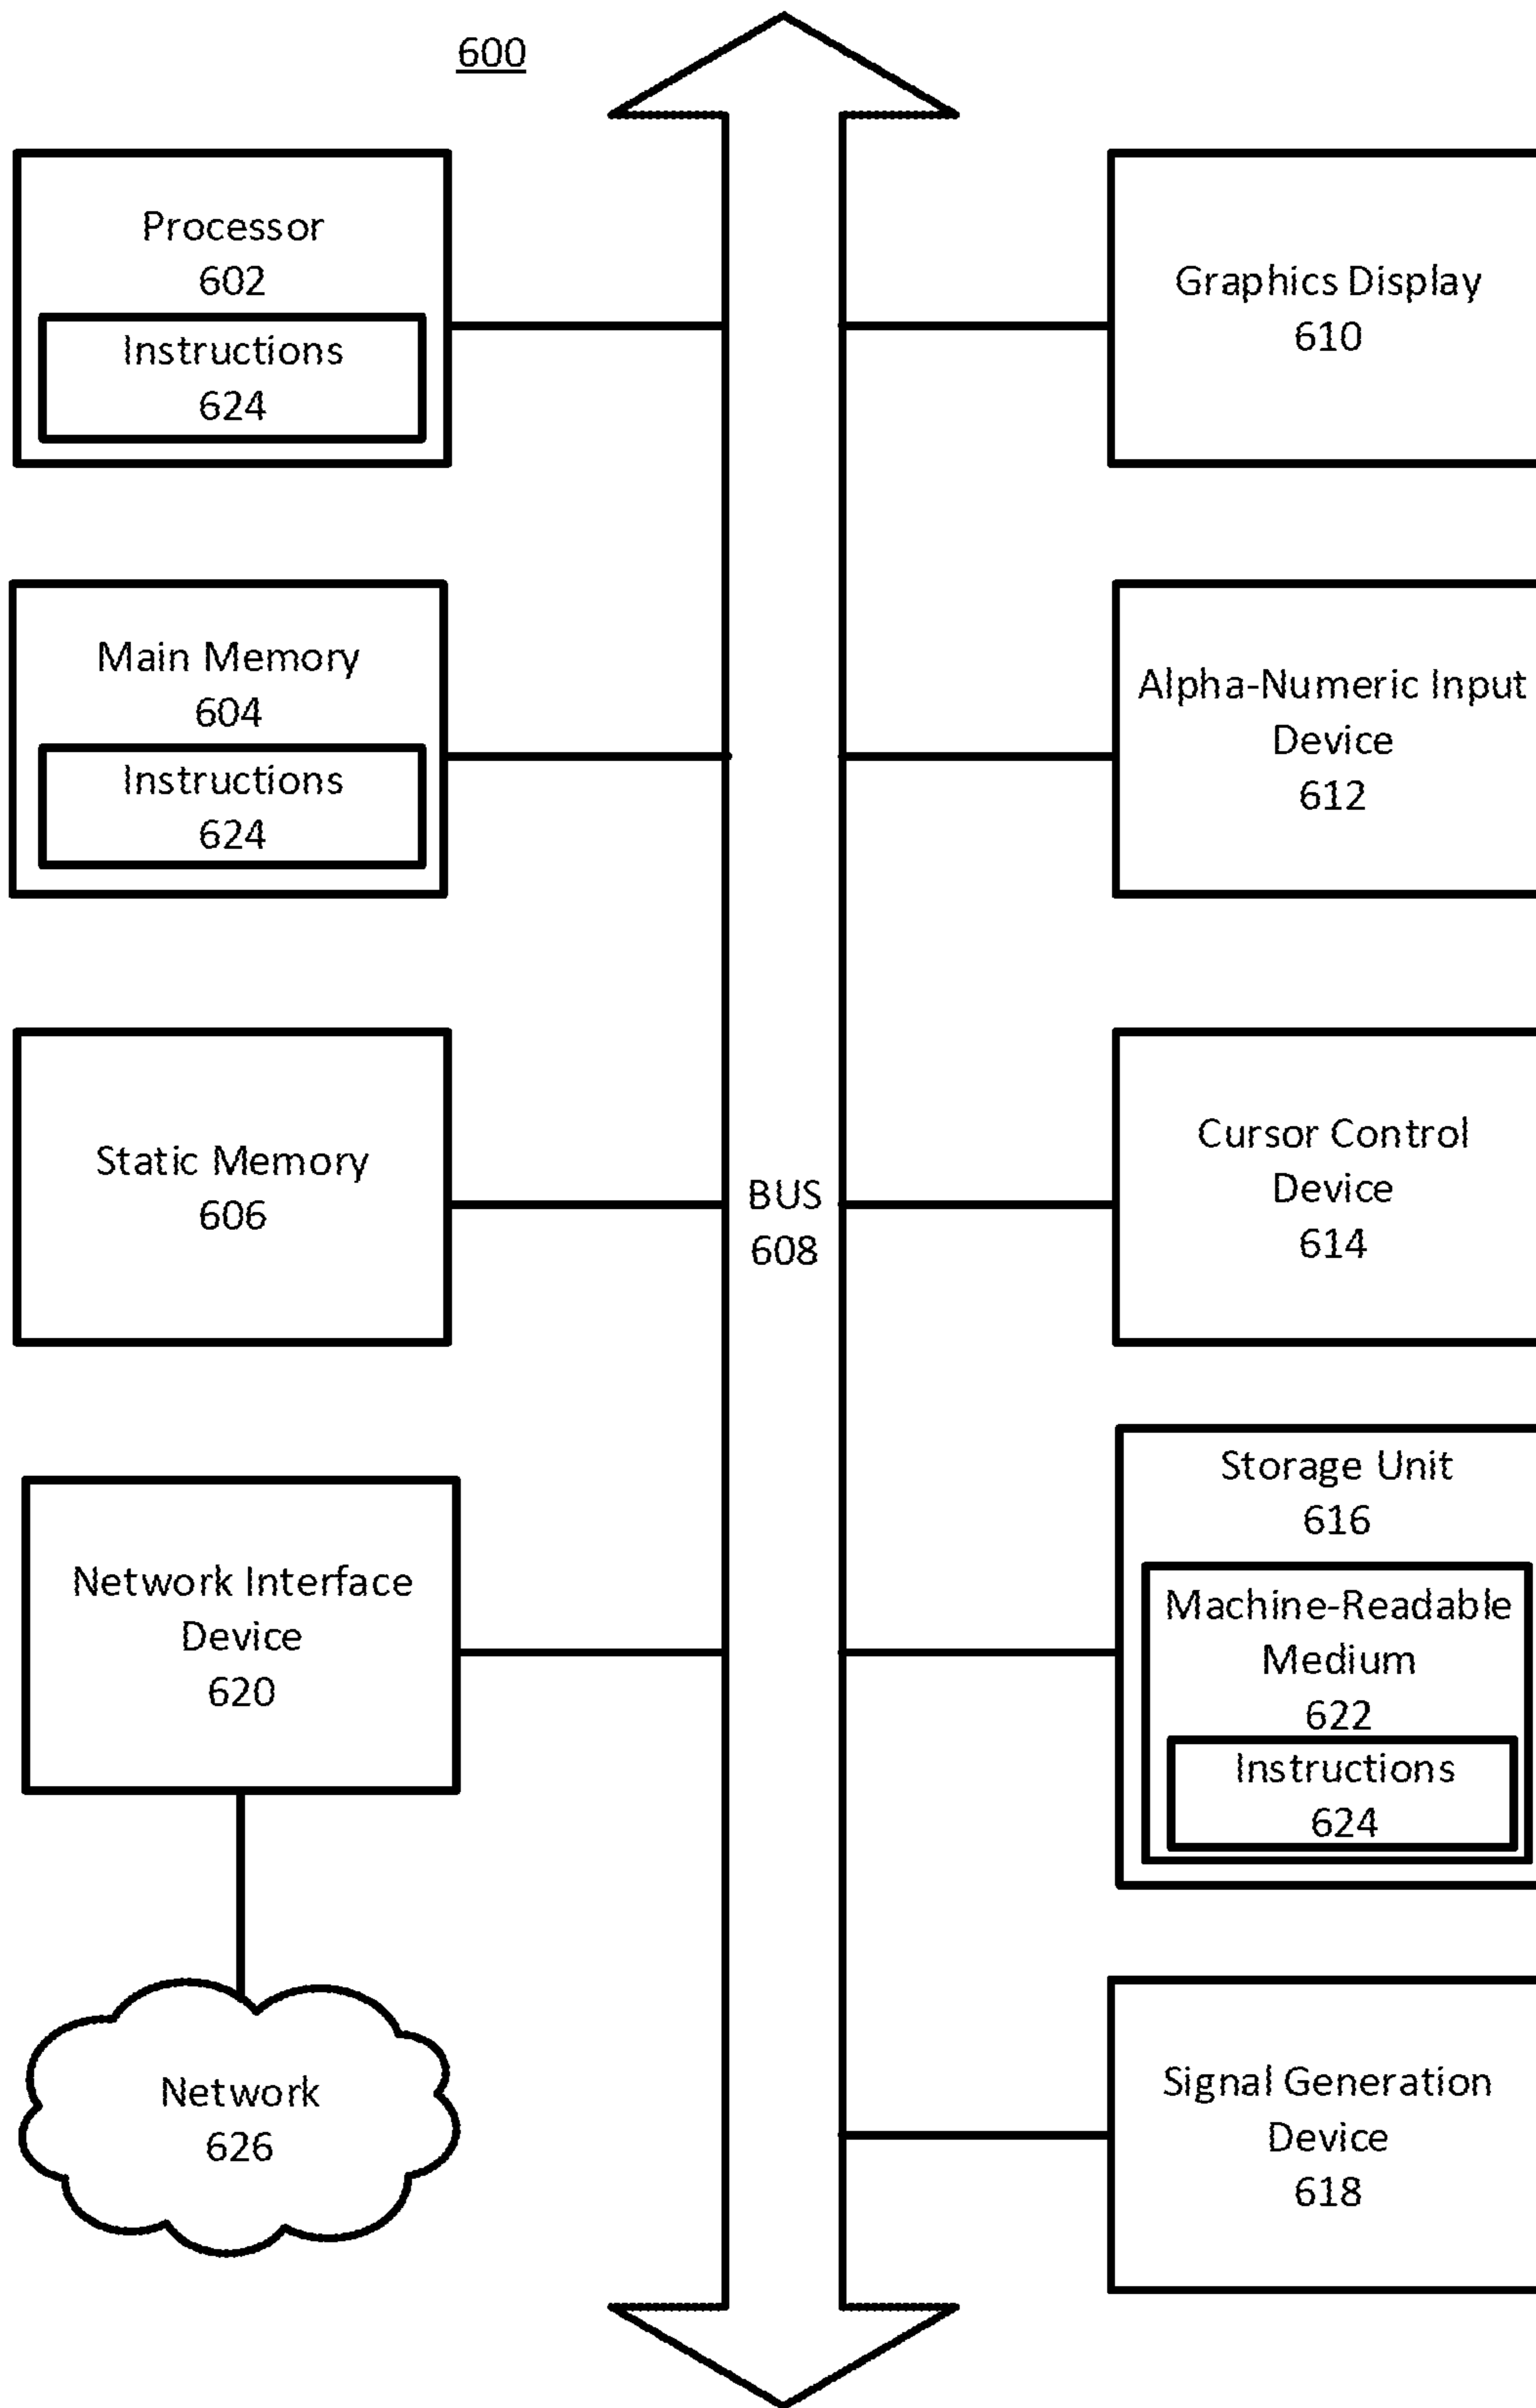 600
Processor
602
Instructions
624
Main Memory
604
Instructions
624
Static Memory
606
Network Interface
Device
620
Network
626
BUS
608
Graphics Display
610
Alpha-Numeric Input
Device
612
Cursor Control
Device
614
Storage Unit
616
Machine-Readable
Medium
622
Instructions
624
Signal Generation
Device
618